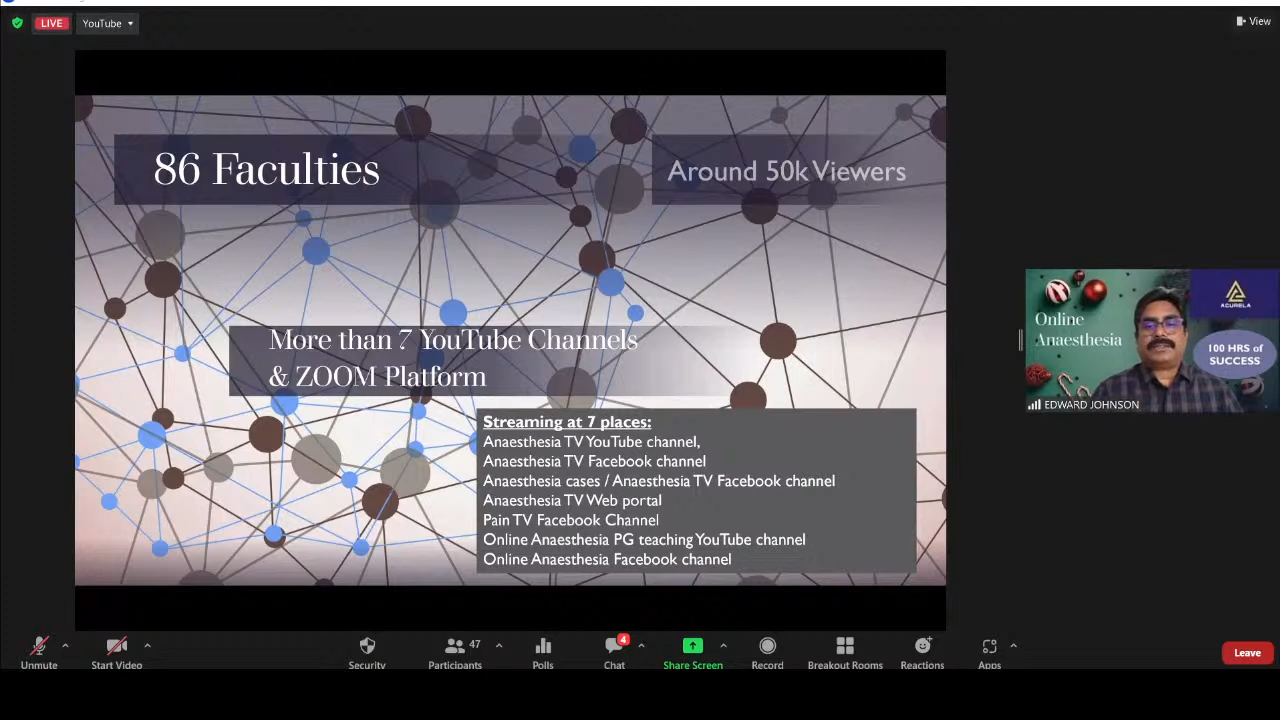 LIVE
YouTube
View
86 Faculties
Around 50k Viewers
More than 7 YouTube Channels
& ZOOM Platform
Streaming at 7 places:
Anaesthesia TV YouTube channel,
Anaesthesia TV Facebook channel
Anaesthesia cases / Anaesthesia TV Facebook channel
Anaesthesia TV Web portal
Pain TV Facebook Channel
Online Anaesthesia PG teaching YouTube channel
Online Anaesthesia Facebook channel
Online
Anaesthesia
ACURELA
100 HRS of
SUCCESS
EDWARD JOHNSON
Unmute
Start Video
Security
47
Participants
Polls
4
Chat
Share Screen
Record
Breakout Rooms
Reactions
Apps
Leave